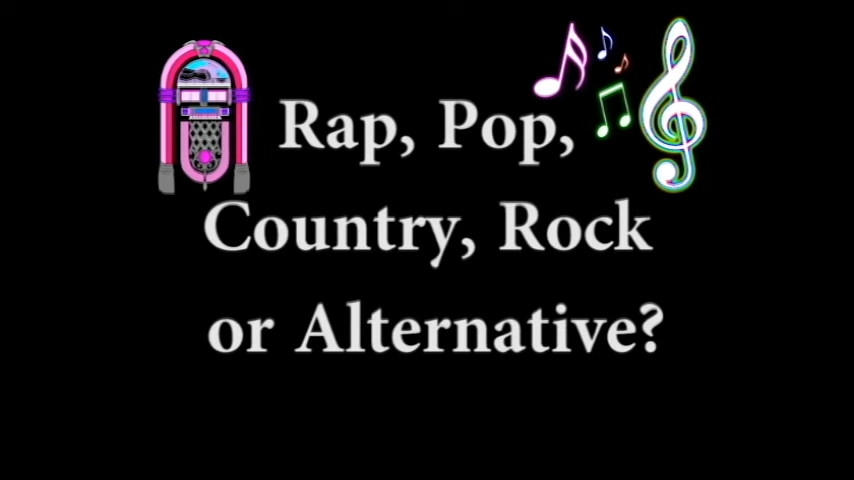 Rap, Pop,
Country, Rock
or Alternative?